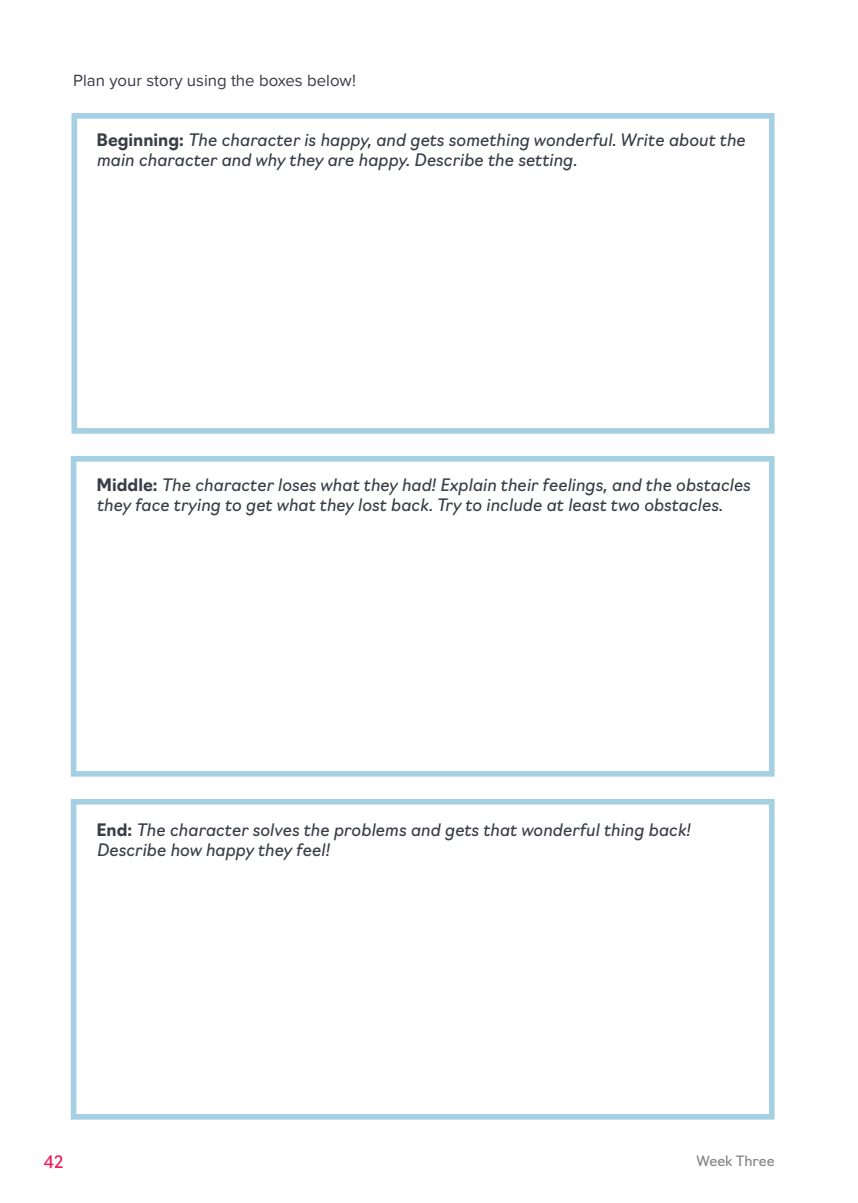 Plan your story using the boxes below!
Beginning: The character is happy, and gets something wonderful. Write about the
main character and why they are happy. Describe the setting.
Middle: The character loses what they had! Explain their feelings, and the obstacles
they face trying to get what they lost back. Try to include at least two obstacles.
End: The character solves the problems and gets that wonderful thing back!
Describe how happy they feel!
42
Week Three